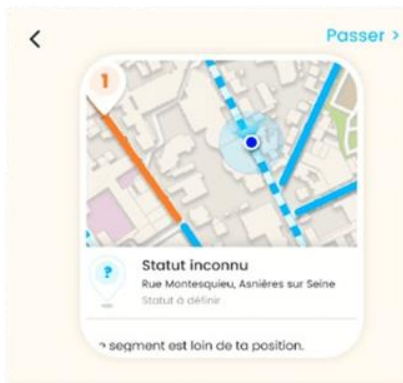 Passer >
1
?
Statut inconnu
Rue Montesquieu, Asnières sur Seine
Statut à définir
segment est loin de ta position.